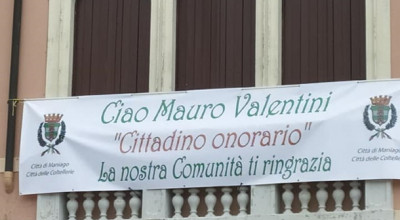 Ciao Mauro Valentini
"Cittadino onorario"
La nostra Comunità ti ringrazia
Città di Maniago
Città delle Coltellerie
Città di Maniago
Città delle Coltellerie